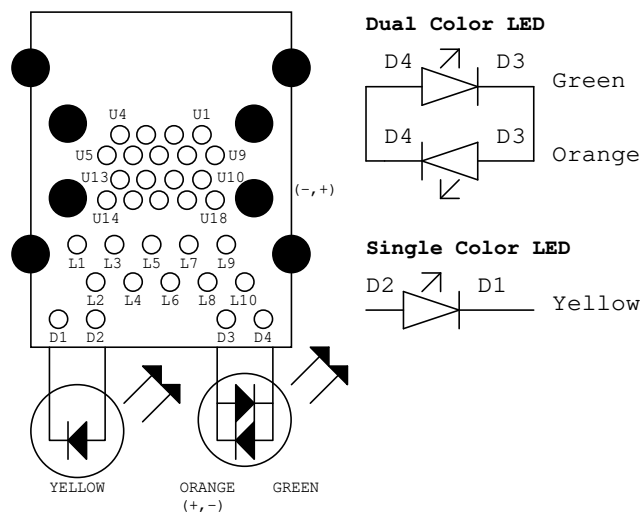 Dual Color LED
D4 D3
Green
D4 D3
Orange
Single Color LED
D2 D1
Yellow
U4 U1
U5 U9
U13 U10
(-,+)
U14 U18
L1 L3 L5 L7 L9
L2 L4 L6 L8 L10
D1 D2 D3 D4
YELLOW ORANGE GREEN
(+,-)